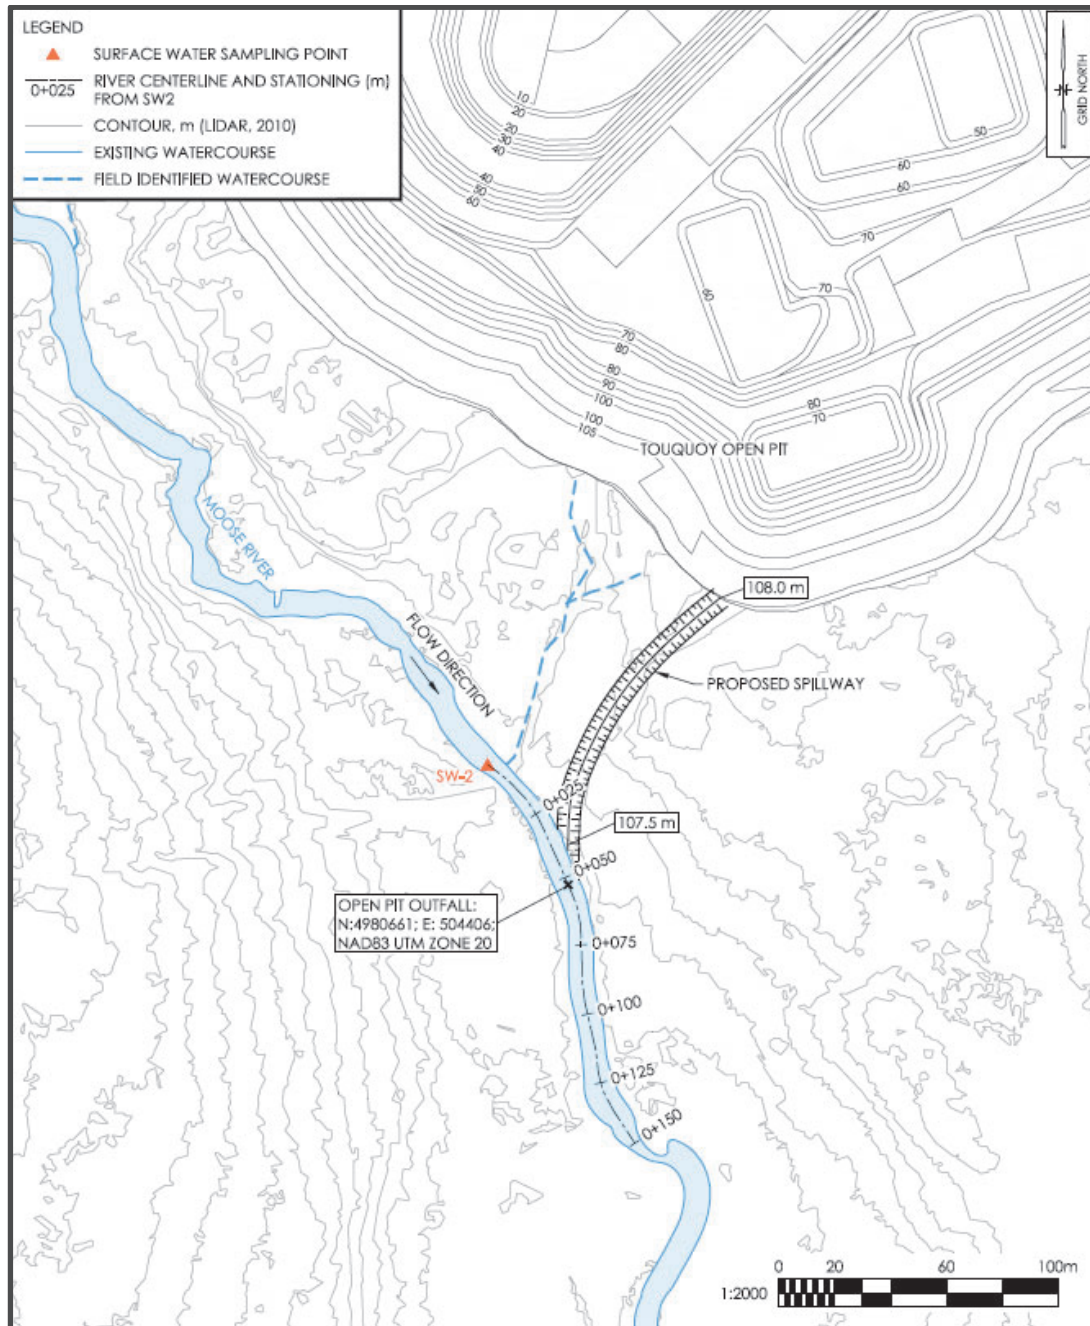 LEGEND
SURFACE WATER SAMPLING POINT
0+025
RIVER CENTERLINE AND STATIONING (m)
FROM SW2
CONTOUR, m (LIDAR, 2010)
EXISTING WATERCOURSE
FIELD IDENTIFIED WATERCOURSE
GRID NORTH
10
20
20
30
40
40
50
60
50
60
60
70
60
70
70
80
80
90
100
100
105
80
70
TOUQUOY OPEN PIT
MOOSE RIVER
108.0 m
FLOW DIRECTION
PROPOSED SPILLWAY
SW-2
0+025
107.5 m
0+050
OPEN PIT OUTFALL:
N:4980661; E: 504406;
NAD83 UTM ZONE 20
0+075
0+100
0+125
0+150
0 20 60 100m
1:2000